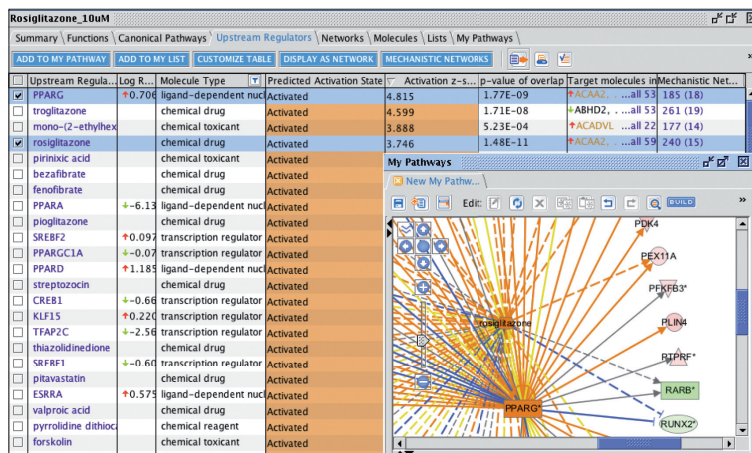 Rosiglitazone_10uM
Summary Functions Canonical Pathways Upstream Regulators Networks Molecules Lists My Pathways
ADD TO MY PATHWAY ADD TO MY LIST CUSTOMIZE TABLE DISPLAY AS NETWORK MECHANISTIC NETWORKS »
Upstream Regula... Log R... Molecule Type Predicted Activation State Activation z-s... p-value of overlap Target molecules in Mechanistic Net...
PPARG ↑0.706 ligand-dependent nucl Activated 4.815 1.77E-09 ↑ACAA2, ...all 53 185 (18)
troglitazone chemical drug Activated 4.599 1.71E-08 ↓ABHD2, ...all 53 261 (19)
mono-(2-ethylhex chemical toxicant Activated 3.888 5.23E-04 ↑ACADVL ...all 22 177 (14)
rosiglitazone chemical drug Activated 3.746 1.48E-11 ↑ACAA2, ...all 59 240 (15)
pirinixic acid chemical toxicant Activated
bezafibrate chemical drug Activated
fenofibrate chemical drug Activated
PPARA ↓-6.13 ligand-dependent nucl Activated
pioglitazone chemical drug Activated
SREBF2 ↑0.097 transcription regulator Activated
PPARGC1A ↓-0.07 transcription regulator Activated
PPARD ↑1.185 ligand-dependent nucl Activated
streptozocin chemical drug Activated
CREB1 ↓-0.66 transcription regulator Activated
KLF15 ↑0.220 transcription regulator Activated
TFAP2C ↓-2.56 transcription regulator Activated
thiazolidinedione chemical drug Activated
SREBF1 ↓-0.60 transcription regulator Activated
pitavastatin chemical drug Activated
ESRRA ↑0.575 ligand-dependent nucl Activated
valproic acid chemical drug Activated
pyrrolidine dithioca chemical reagent Activated
forskolin chemical toxicant Activated
My Pathways
New My Pathw...
Edit: BUILD »
PDK4
PEX11A
PFKFB3*
rosiglitazone
PLIN4
PTPRF*
RARB*
PPARG*
RUNX2*